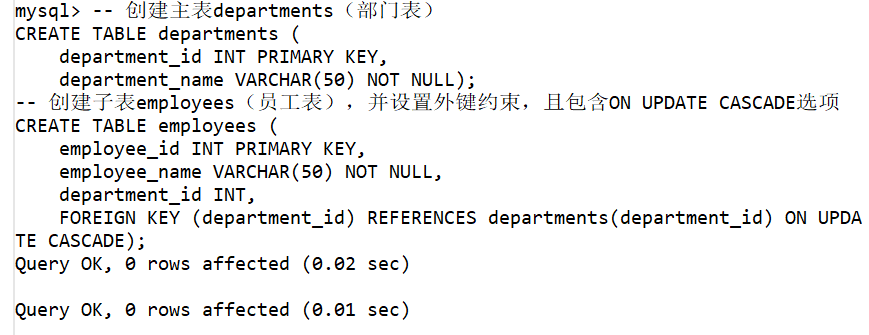 mysql> -- 创建主表departments（部门表）
CREATE TABLE departments (
    department_id INT PRIMARY KEY,
    department_name VARCHAR(50) NOT NULL);
-- 创建子表employees（员工表），并设置外键约束，且包含ON UPDATE CASCADE选项
CREATE TABLE employees (
    employee_id INT PRIMARY KEY,
    employee_name VARCHAR(50) NOT NULL,
    department_id INT,
    FOREIGN KEY (department_id) REFERENCES departments(department_id) ON UPDA
TE CASCADE);
Query OK, 0 rows affected (0.02 sec)

Query OK, 0 rows affected (0.01 sec)